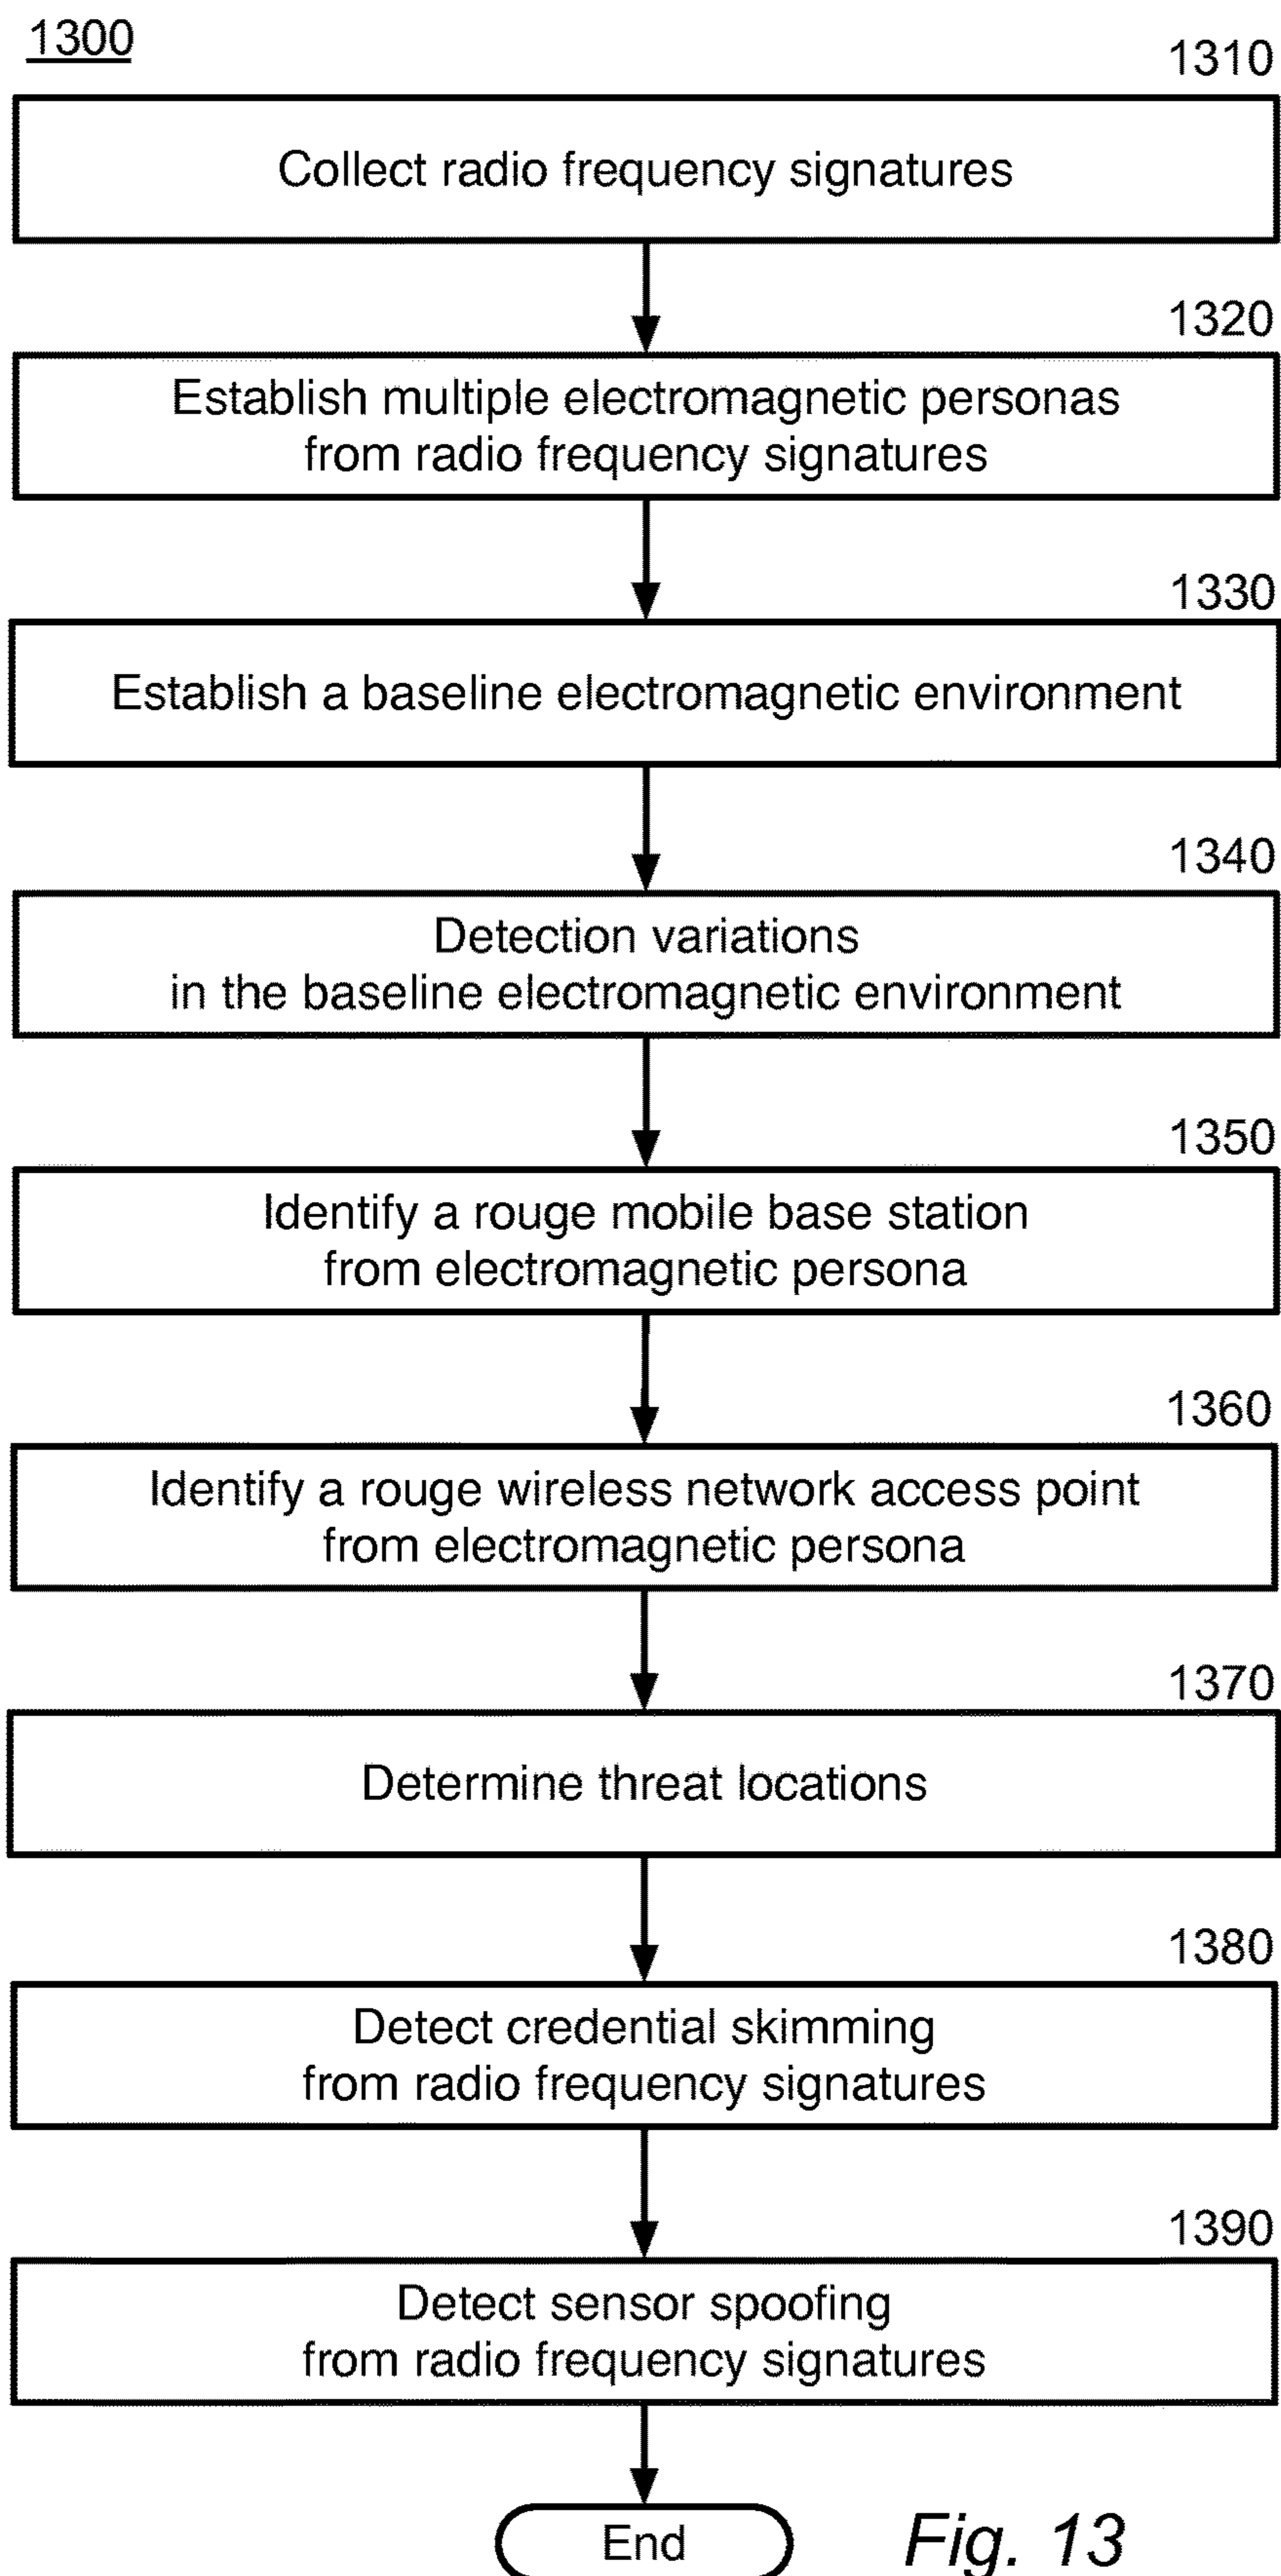 1300
1310
Collect radio frequency signatures
1320
Establish multiple electromagnetic personas
from radio frequency signatures
1330
Establish a baseline electromagnetic environment
1340
Detection variations
in the baseline electromagnetic environment
1350
Identify a rouge mobile base station
from electromagnetic persona
1360
Identify a rouge wireless network access point
from electromagnetic persona
1370
Determine threat locations
1380
Detect credential skimming
from radio frequency signatures
1390
Detect sensor spoofing
from radio frequency signatures
End
Fig. 13